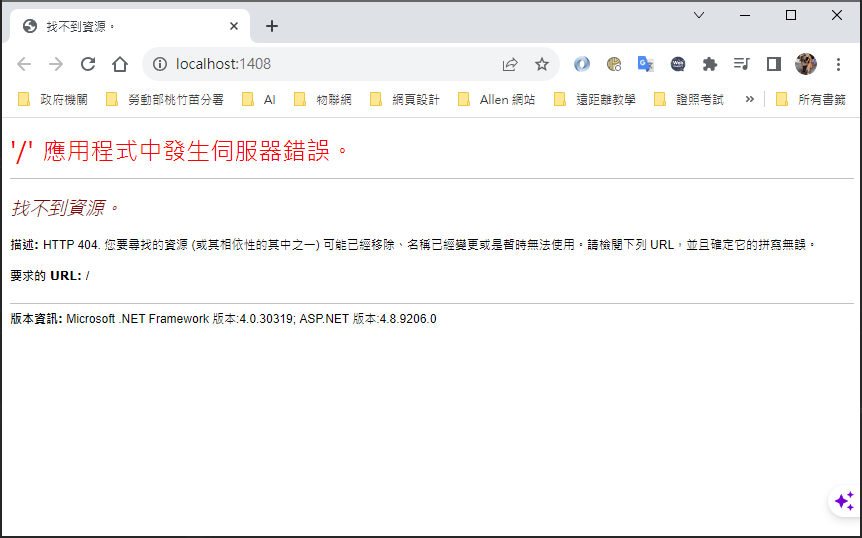 找不到資源。
localhost:1408
政府機關 勞動部桃竹苗分署 AI 物聯網 網頁設計 Allen 網站 遠距離教學 證照考試 » 所有書籤
'/' 應用程式中發生伺服器錯誤。
找不到資源。
描述: HTTP 404. 您要尋找的資源 (或其相依性的其中之一) 可能已經移除、名稱已經變更或是暫時無法使用。請檢閱下列 URL，並且確定它的拼寫無誤。
要求的 URL: /
版本資訊: Microsoft .NET Framework 版本:4.0.30319; ASP.NET 版本:4.8.9206.0